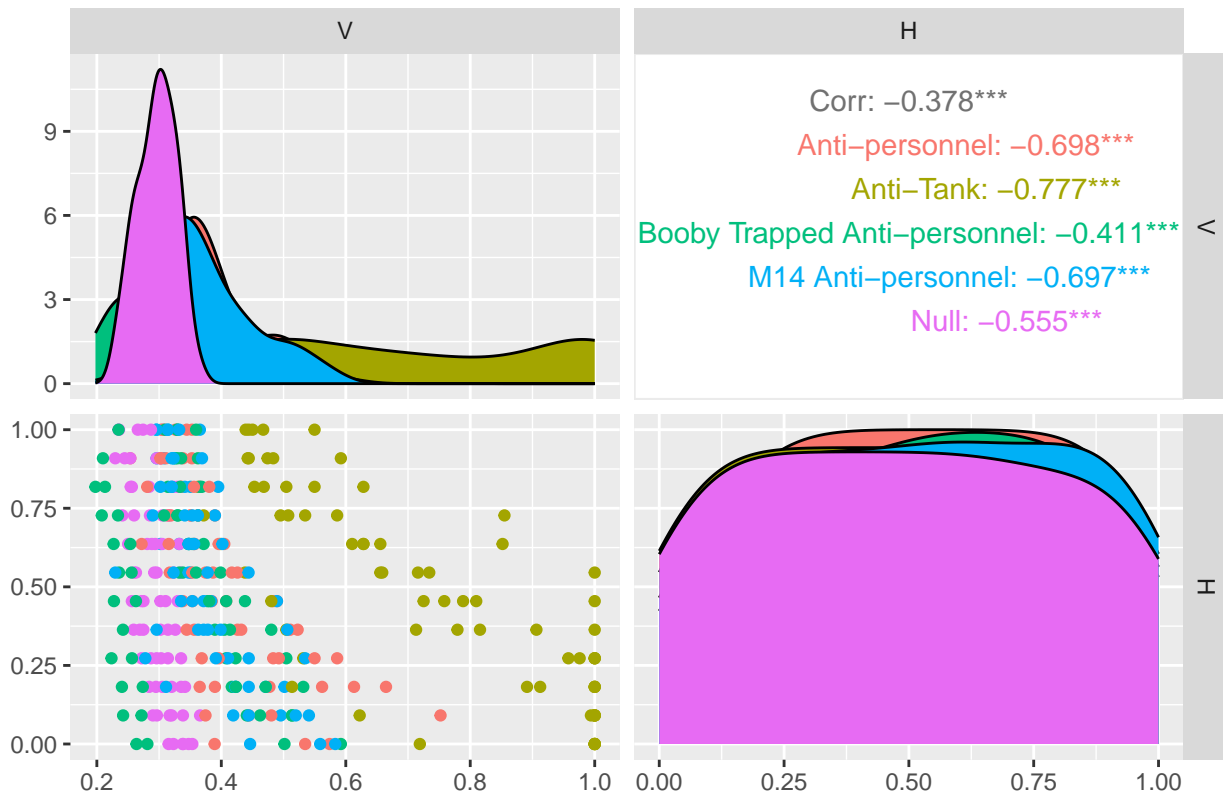 V
H
9
6
3
0
Corr: −0.378***
Anti−personnel: −0.698***
Anti−Tank: −0.777***
Booby Trapped Anti−personnel: −0.411***
M14 Anti−personnel: −0.697***
Null: −0.555***
V
1.00
0.75
0.50
0.25
0.00
H
0.2 0.4 0.6 0.8 1.0
0.00 0.25 0.50 0.75 1.00